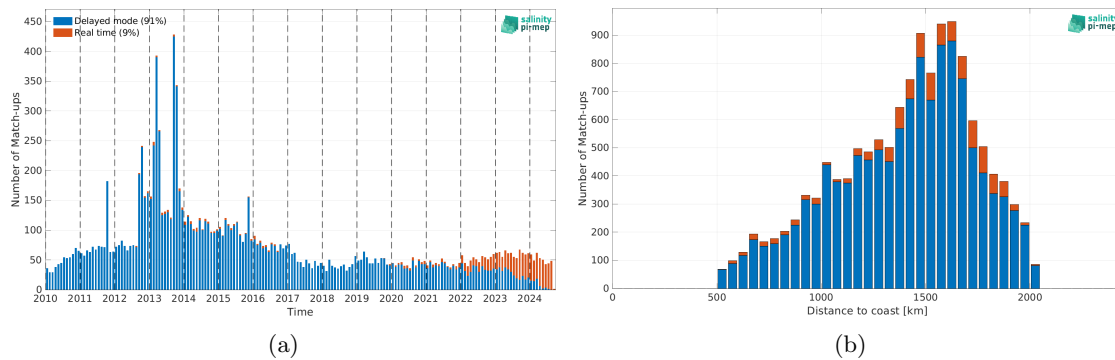 Delayed mode (91%)
Real time (9%)
salinity
pi-mep
Number of Match-ups
450
400
350
300
250
200
150
100
50
0
2010 2011 2012 2013 2014 2015 2016 2017 2018 2019 2020 2021 2022 2023 2024
Time
(a)
salinity
pi-mep
Number of Match-ups
900
800
700
600
500
400
300
200
100
0
0 500 1000 1500 2000
Distance to coast [km]
(b)